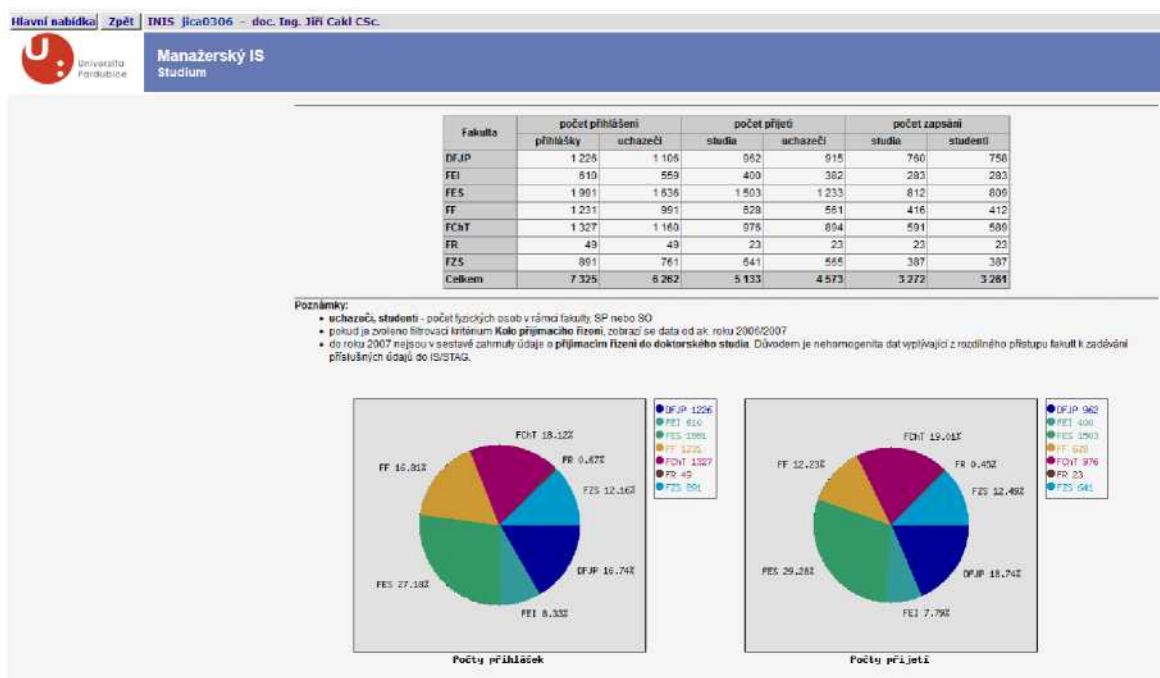 Hlavní nabídka Zpět INIS jica0306 - doc. Ing. Jiří Cakl CSc.
Univerzita
Pardubice
Manažerský IS
Studium
Fakulta počet přihlášení počet přijetí počet zapsání
přihlášky uchazeči studia uchazeči studia studenti
DFJP 1 226 1 106 962 915 760 758
FEI 610 559 400 382 283 283
FES 1 991 1 636 1 503 1 233 812 809
FF 1 231 991 628 561 416 412
FChT 1 327 1 160 976 894 591 589
FR 49 49 23 23 23 23
FZS 891 761 641 565 387 387
Celkem 7 325 6 262 5 133 4 573 3 272 3 261
Poznámky:
• uchazeči, studenti - počet fyzických osob v rámci fakulty, SP nebo SO
• pokud je zvoleno filtrovací kritérium Kolo přijímacího řízení, zobrazí se data od ak. roku 2006/2007
• do roku 2007 nejsou v sestavě zahrnuty údaje o přijímacím řízení do doktorského studia. Důvodem je nehomogenita dat vyplývající z rozdílného přístupu fakult k zadávání
příslušných údajů do IS/STAG.
DFJP 1226
FEI 610
FES 1991
FF 1231
FChT 1327
FR 49
FZS 891
FChT 18.12%
FR 0.67%
FF 16.81%
FZS 12.16%
DFJP 16.74%
FES 27.18%
FEI 8.33%
Počty přihlášek
DFJP 962
FEI 400
FES 1503
FF 628
FChT 976
FR 23
FZS 641
FChT 19.01%
FR 0.45%
FF 12.23%
FZS 12.49%
FES 29.28%
DFJP 18.74%
FEI 7.79%
Počty přijetí